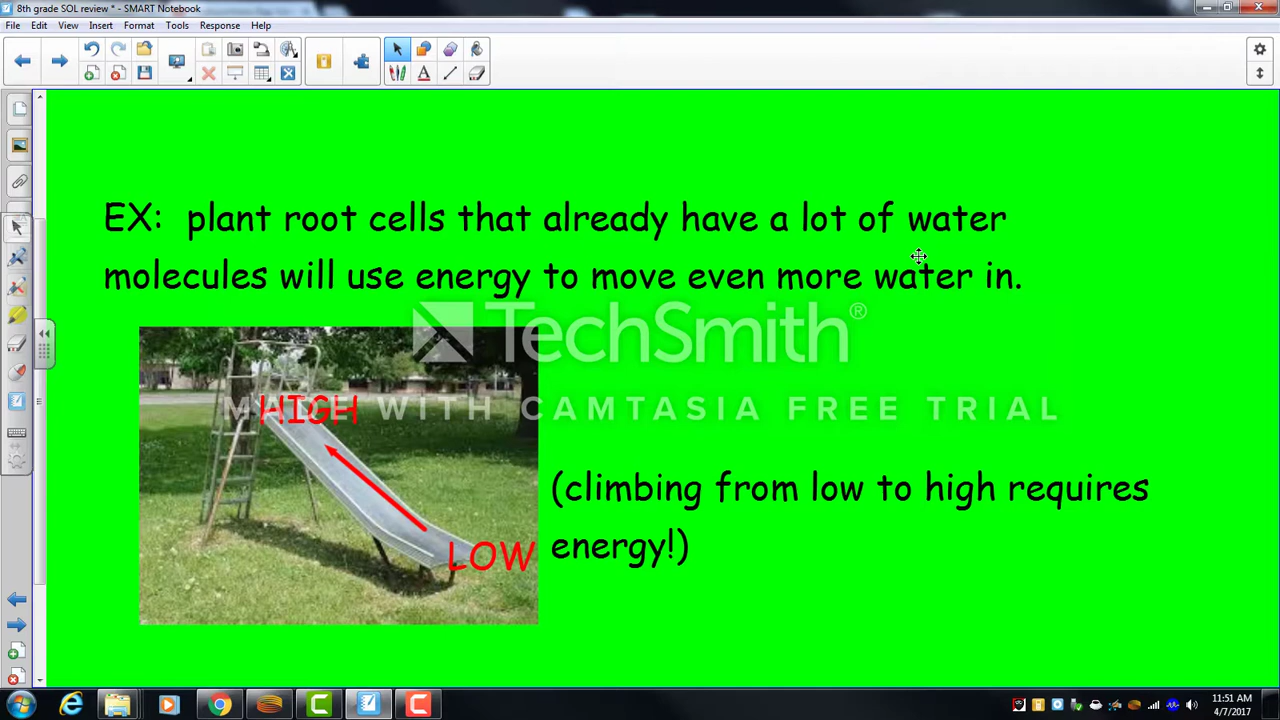 8th grade SOL review * - SMART Notebook
File Edit View Insert Format Tools Response Help
EX: plant root cells that already have a lot of water
molecules will use energy to move even more water in.
TechSmith®
MADE WITH CAMTASIA FREE TRIAL
HIGH
LOW
(climbing from low to high requires
energy!)
11:51 AM
4/7/2017